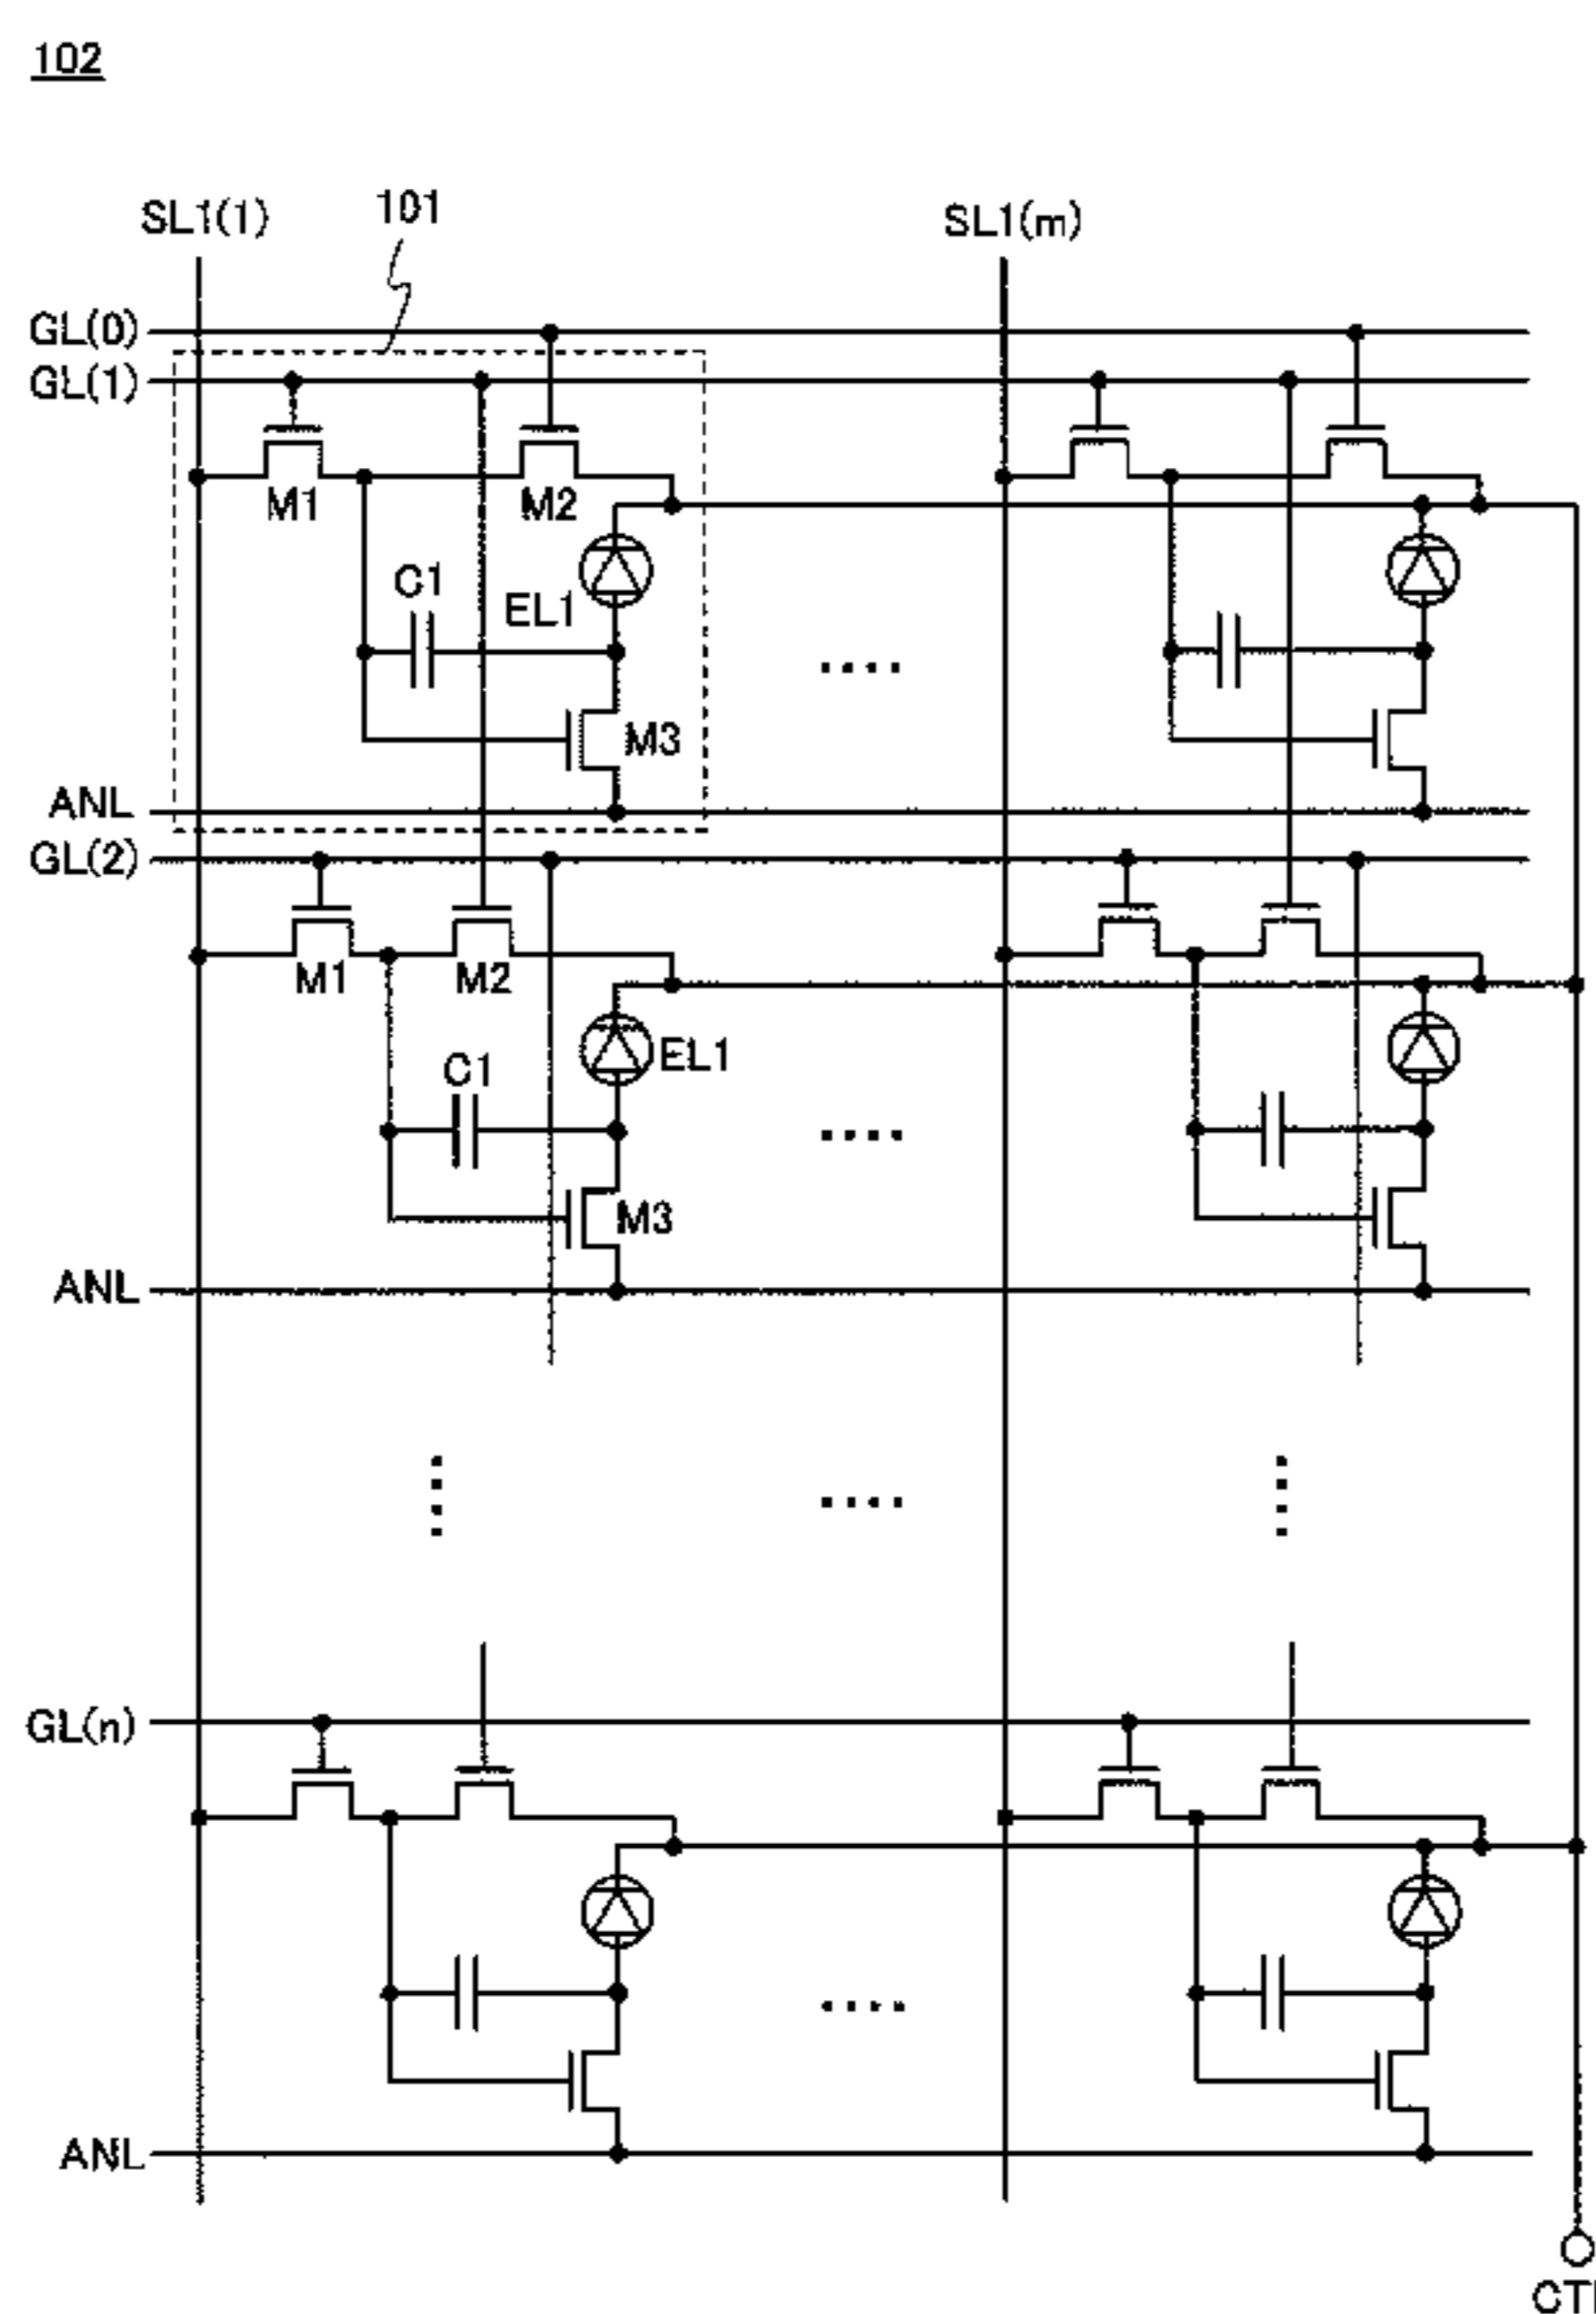 102
SL1(1)
101
SL1(m)
GL(0)
GL(1)
M1
M2
C1
EL1
M3
ANL
GL(2)
M1
M2
EL1
C1
M3
ANL
GL(n)
ANL